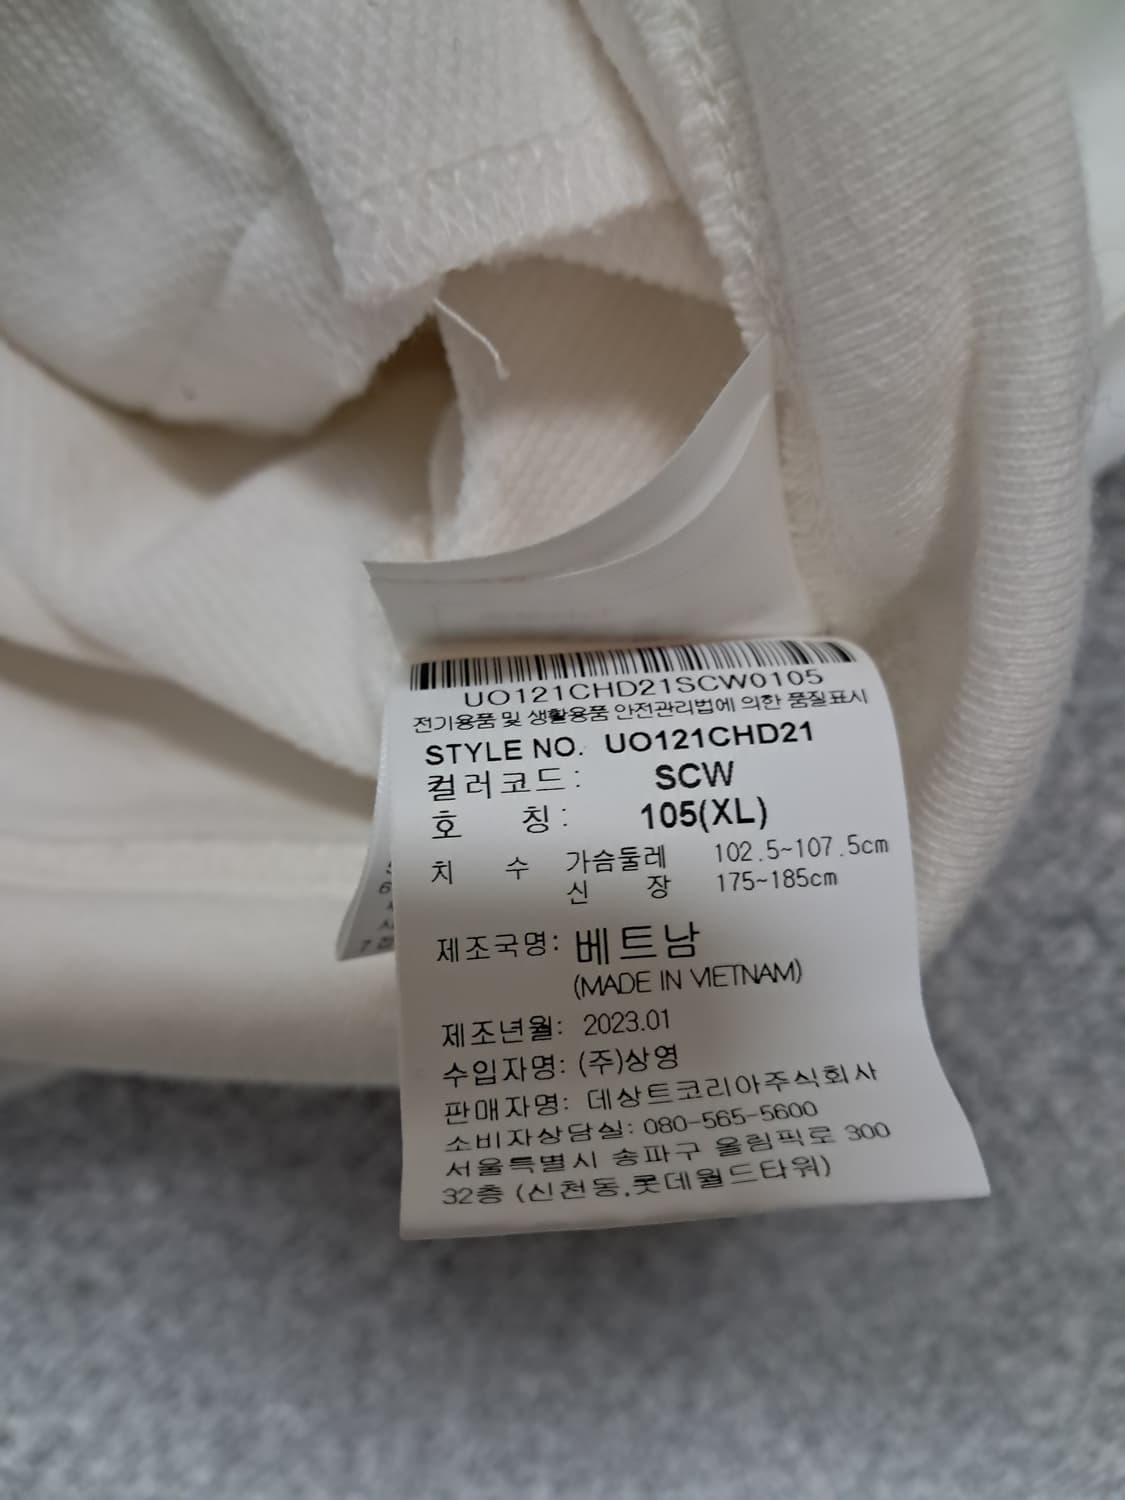 UO121CHD21SCW0105
전기용품 및 생활용품 안전관리법에 의한 품질표시
STYLE NO. UO121CHD21
컬러코드: SCW
호 칭: 105(XL)
치 수 가슴둘레 102.5~107.5cm
신 장 175~185cm
제조국명: 베트남
(MADE IN VIETNAM)
제조년월: 2023.01
수입자명: (주)상영
판매자명: 데상트코리아주식회사
소비자상담실: 080-565-5600
서울특별시 송파구 올림픽로 300
32층 (신천동,롯데월드타워)